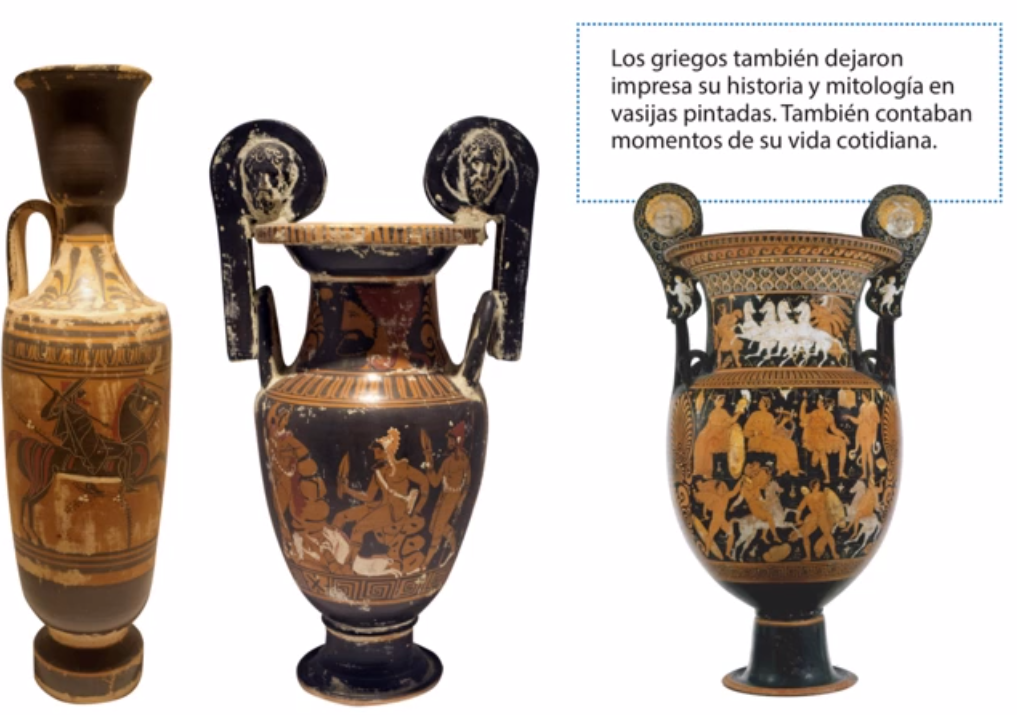 Los griegos también dejaron
impresa su historia y mitología en
vasijas pintadas. También contaban
momentos de su vida cotidiana.